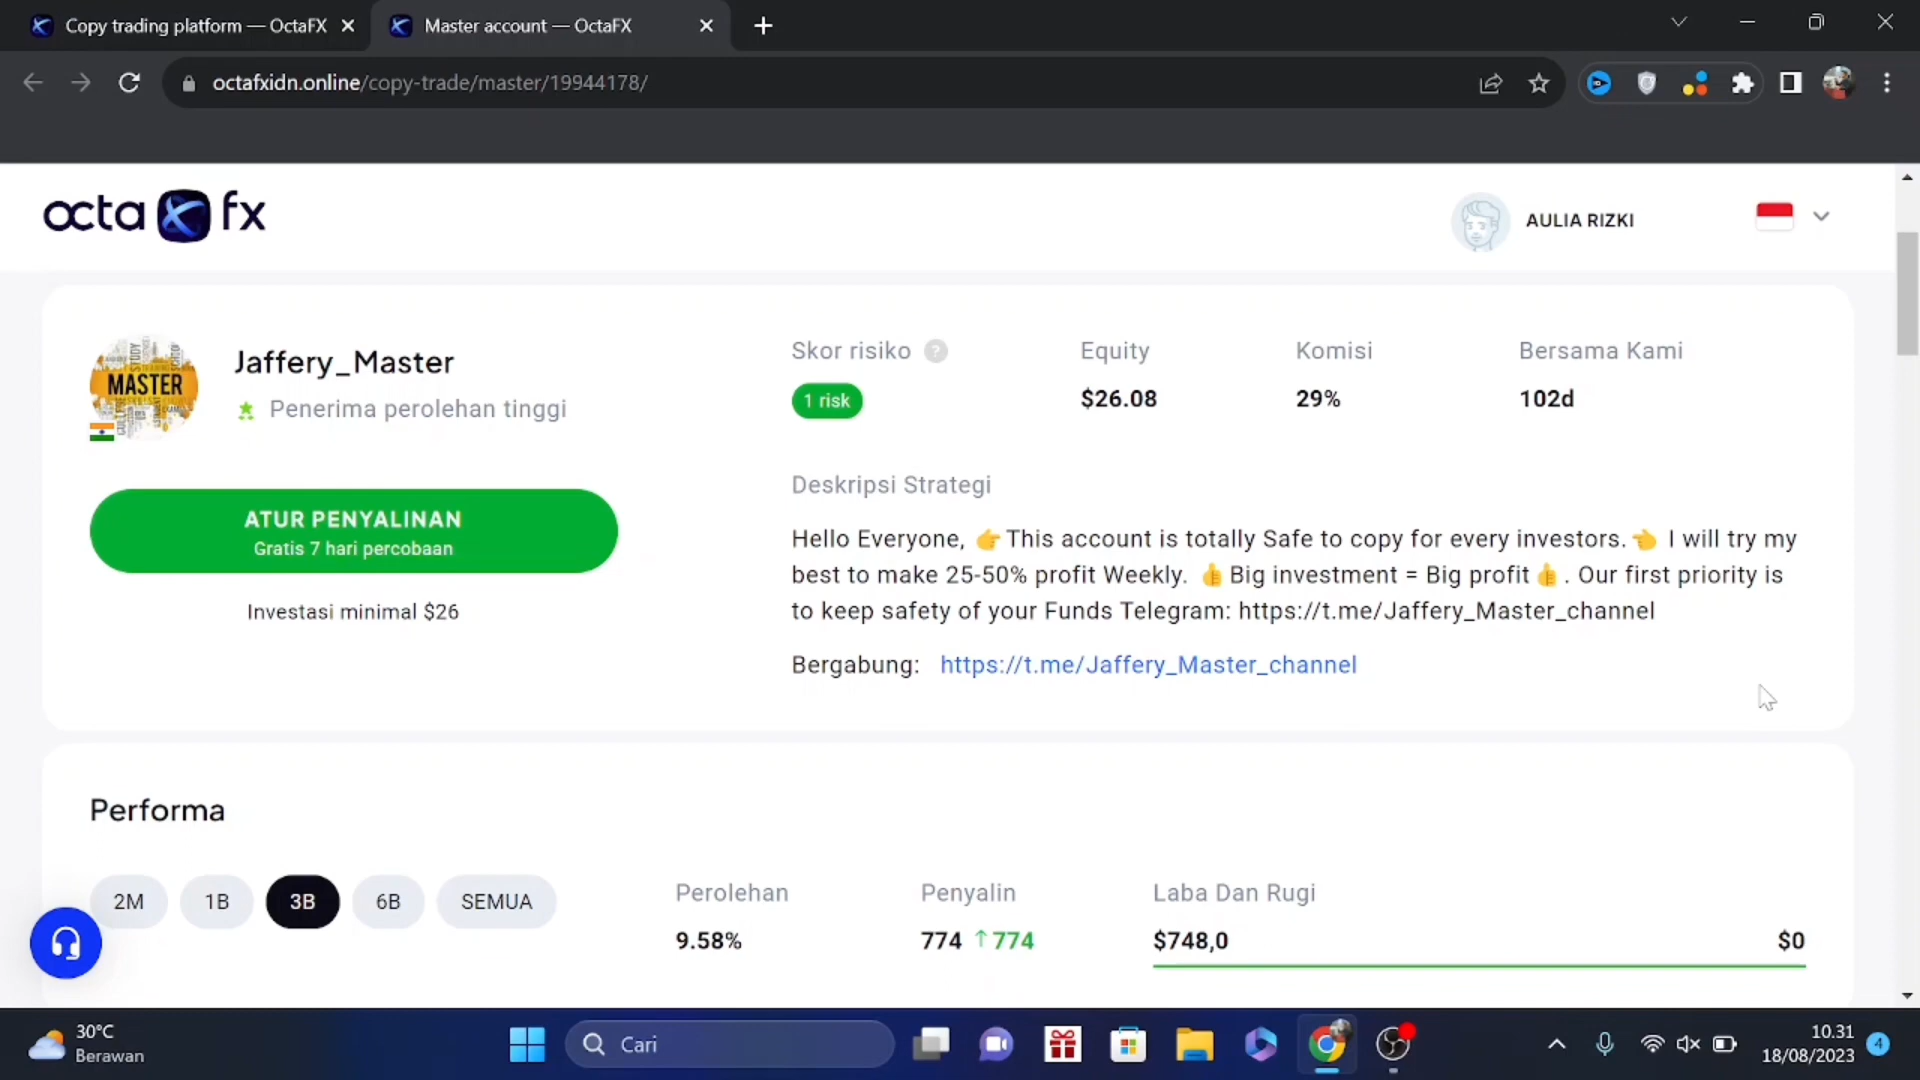 Copy trading platform — OctaFX
Master account — OctaFX
octafxidn.online/copy-trade/master/19944178/
octa fx
AULIA RIZKI
MASTER
Jaffery_Master
Penerima perolehan tinggi
ATUR PENYALINAN
Gratis 7 hari percobaan
Investasi minimal $26
Skor risiko ?
1 risk
Equity
$26.08
Komisi
29%
Bersama Kami
102d
Deskripsi Strategi
Hello Everyone, 👉This account is totally Safe to copy for every investors.👈 I will try my
best to make 25-50% profit Weekly. 👍Big investment = Big profit👍. Our first priority is
to keep safety of your Funds Telegram: https://t.me/Jaffery_Master_channel
Bergabung: https://t.me/Jaffery_Master_channel
Performa
2M 1B 3B 6B SEMUA
Perolehan
9.58%
Penyalin
774 ↑774
Laba Dan Rugi
$748,0 $0
30°C
Berawan
Cari
10.31
18/08/2023
4